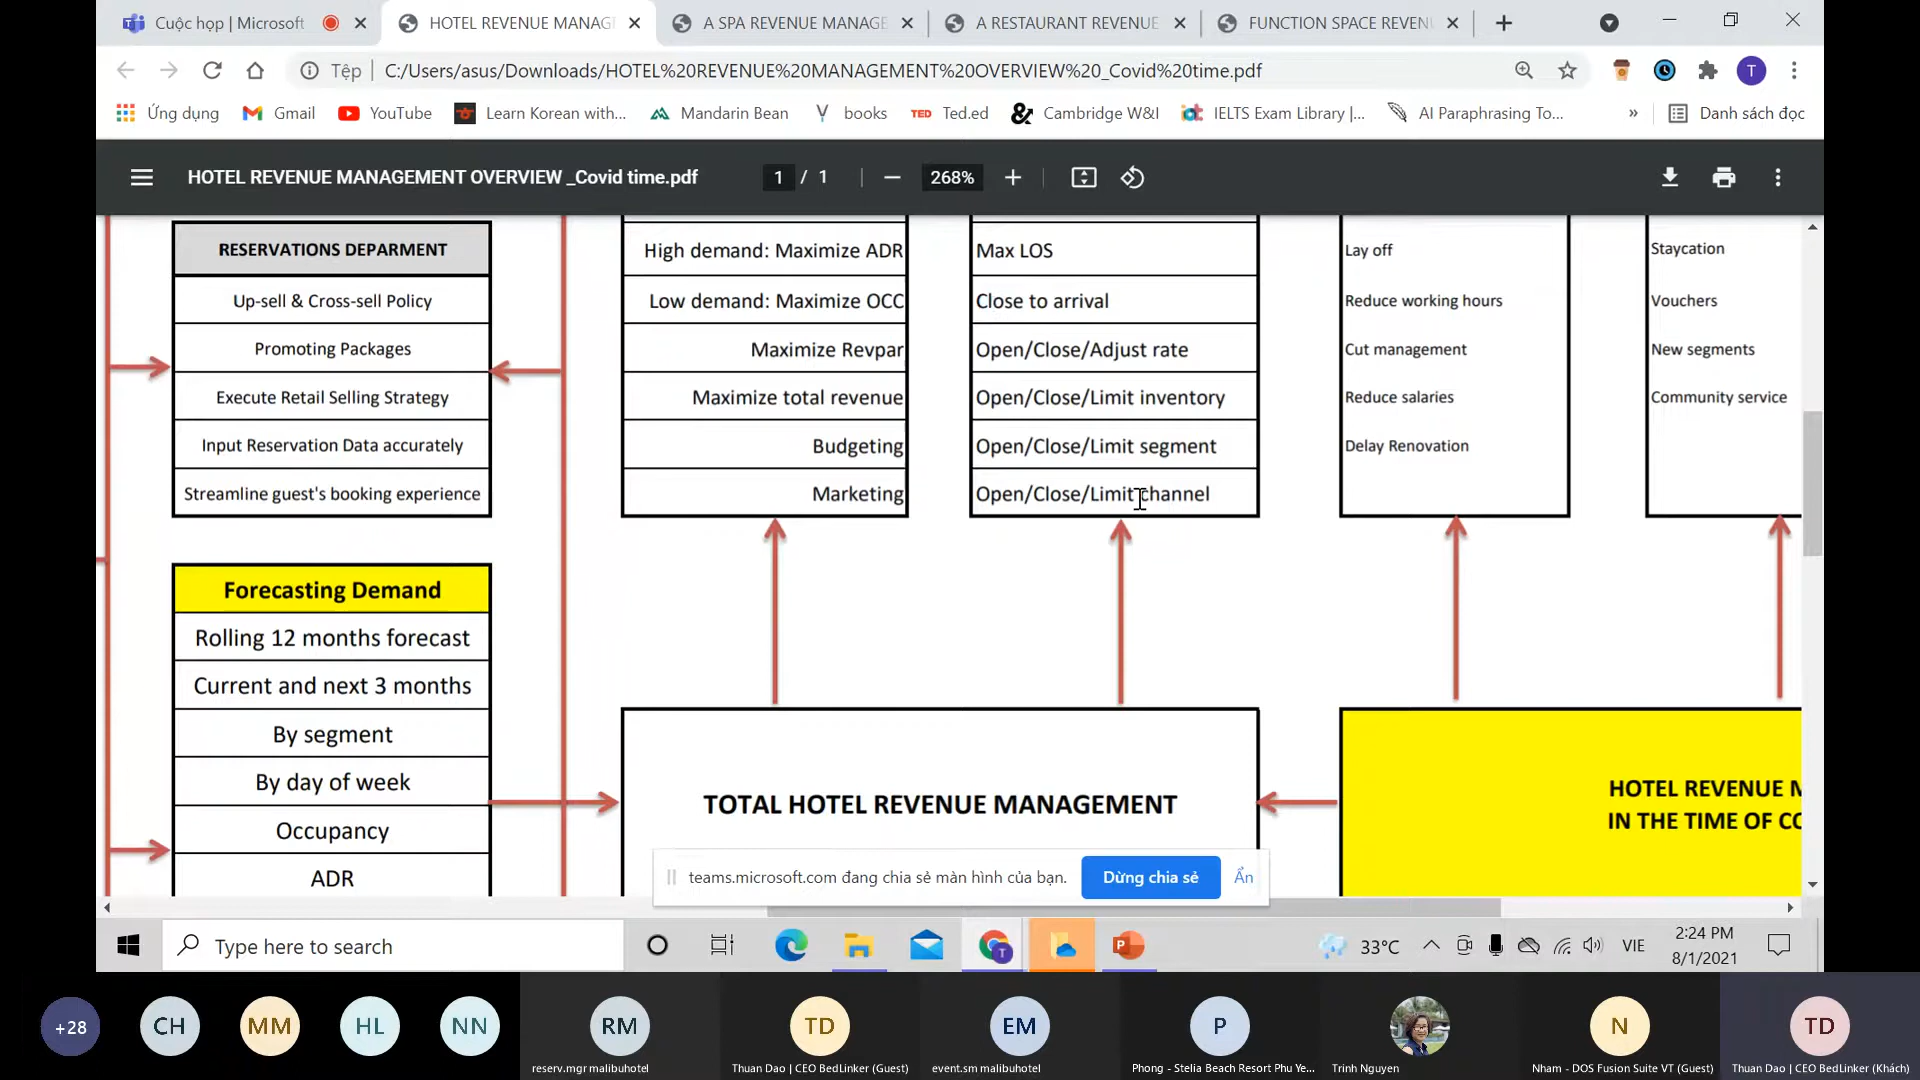 Cuộc họp | Microsoft
HOTEL REVENUE MANAG
A SPA REVENUE MANAGE
A RESTAURANT REVENUE
FUNCTION SPACE REVEN
Tệp
C:/Users/asus/Downloads/HOTEL%20REVENUE%20MANAGEMENT%20OVERVIEW%20_Covid%20time.pdf
T
Ứng dụng
Gmail
YouTube
Learn Korean with...
Mandarin Bean
books
TED
Ted.ed
Cambridge W&I
IELTS Exam Library |...
AI Paraphrasing To...
»
Danh sách đọc
HOTEL REVENUE MANAGEMENT OVERVIEW _Covid time.pdf
1 / 1
268%
RESERVATIONS DEPARMENT
Up-sell & Cross-sell Policy
Promoting Packages
Execute Retail Selling Strategy
Input Reservation Data accurately
Streamline guest's booking experience
High demand: Maximize ADR
Low demand: Maximize OCC
Maximize Revpar
Maximize total revenue
Budgeting
Marketing
Max LOS
Close to arrival
Open/Close/Adjust rate
Open/Close/Limit inventory
Open/Close/Limit segment
Open/Close/Limit channel
Lay off
Reduce working hours
Cut management
Reduce salaries
Delay Renovation
Staycation
Vouchers
New segments
Community service
Forecasting Demand
Rolling 12 months forecast
Current and next 3 months
By segment
By day of week
Occupancy
ADR
TOTAL HOTEL REVENUE MANAGEMENT
HOTEL REVENUE M
IN THE TIME OF CO
teams.microsoft.com đang chia sẻ màn hình của bạn.
Dừng chia sẻ
Ẩn
Type here to search
33°C
VIE
2:24 PM
8/1/2021
+28
CH
MM
HL
NN
RM
reserv.mgr malibuhotel
TD
Thuan Dao | CEO BedLinker (Guest)
EM
event.sm malibuhotel
P
Phong - Stelia Beach Resort Phu Ye...
Trinh Nguyen
N
Nham - DOS Fusion Suite VT (Guest)
TD
Thuan Dao | CEO BedLinker (Khách)